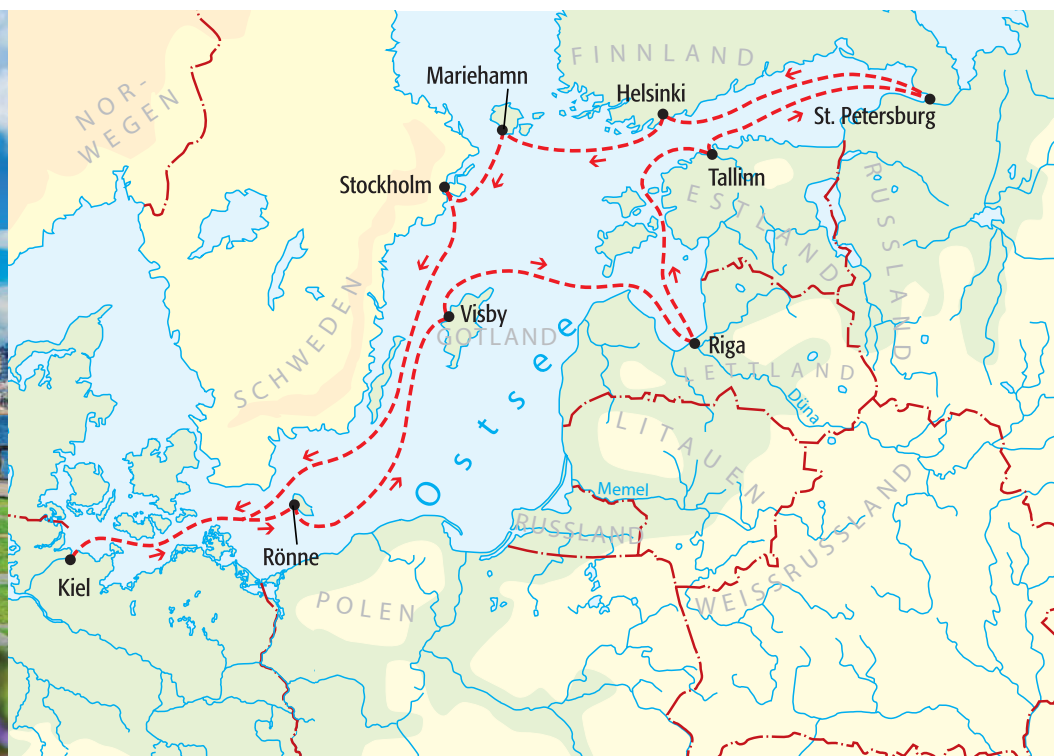 FINNLAND
NOR-
WEGEN
Mariehamn
Helsinki
St. Petersburg
Stockholm
Tallinn
ESTLAND
RUSSLAND
SCHWEDEN
Visby
GOTLAND
Riga
LETTLAND
Düna
Ostsee
LITAUEN
Memel
RUSSLAND
WEISSRUSSLAND
Rönne
Kiel
POLEN